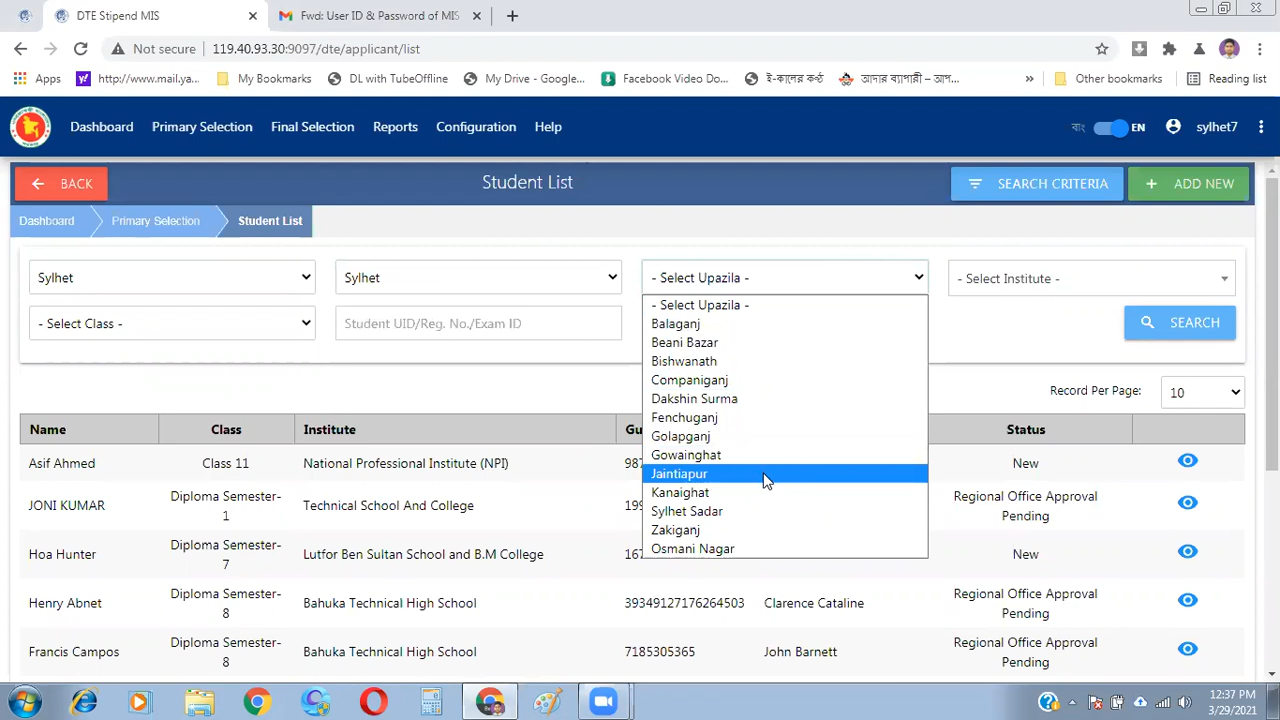 DTE Stipend MIS
Fwd: User ID & Password of MIS
Not secure
119.40.93.30:9097/dte/applicant/list
Apps
http://www.mail.ya...
My Bookmarks
DL with TubeOffline
My Drive - Google...
Facebook Video Do...
ই-কালের কণ্ঠ
আদার ব্যাপারী – আপ...
»
Other bookmarks
Reading list
Dashboard
Primary Selection
Final Selection
Reports
Configuration
Help
বাং
EN
sylhet7
BACK
Student List
SEARCH CRITERIA
+ ADD NEW
Dashboard
Primary Selection
Student List
Sylhet
Sylhet
- Select Upazila -
- Select Institute -
- Select Class -
Student UID/Reg. No./Exam ID
SEARCH
- Select Upazila -
Balaganj
Beani Bazar
Bishwanath
Companiganj
Dakshin Surma
Fenchuganj
Golapganj
Gowainghat
Jaintiapur
Kanaighat
Sylhet Sadar
Zakiganj
Osmani Nagar
Record Per Page:
10
Name
Class
Institute
Gu
Status
Asif Ahmed
Class 11
National Professional Institute (NPI)
987
New
JONI KUMAR
Diploma Semester-
1
Technical School And College
199
Regional Office Approval
Pending
Hoa Hunter
Diploma Semester-
7
Lutfor Ben Sultan School and B.M College
167
New
Henry Abnet
Diploma Semester-
8
Bahuka Technical High School
39349127176264503
Clarence Cataline
Regional Office Approval
Pending
Francis Campos
Diploma Semester-
8
Bahuka Technical High School
7185305365
John Barnett
Regional Office Approval
Pending
12:37 PM
3/29/2021